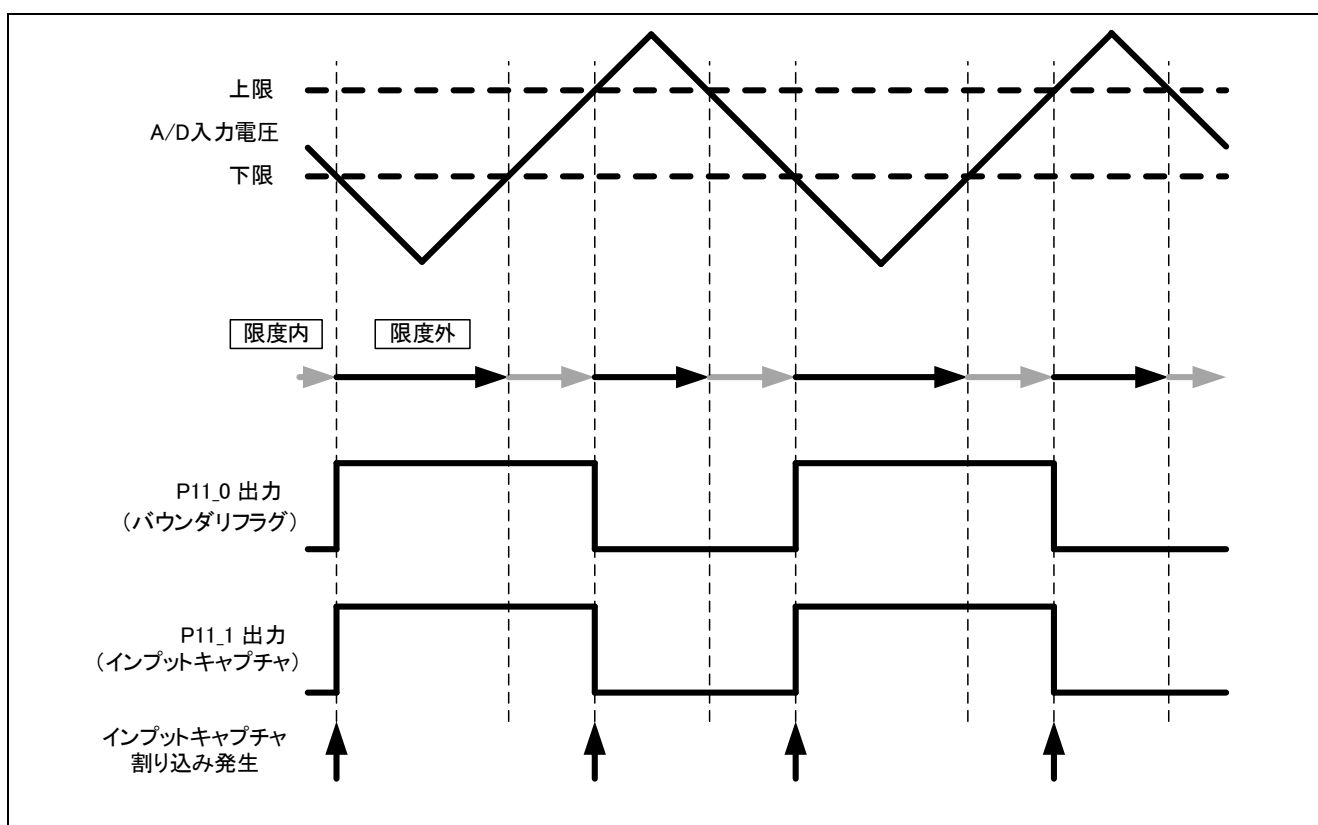 上限
A/D入力電圧
下限
限度内
限度外
P11_0 出力
（バウンダリフラグ）
P11_1 出力
（インプットキャプチャ）
インプットキャプチャ
割り込み発生